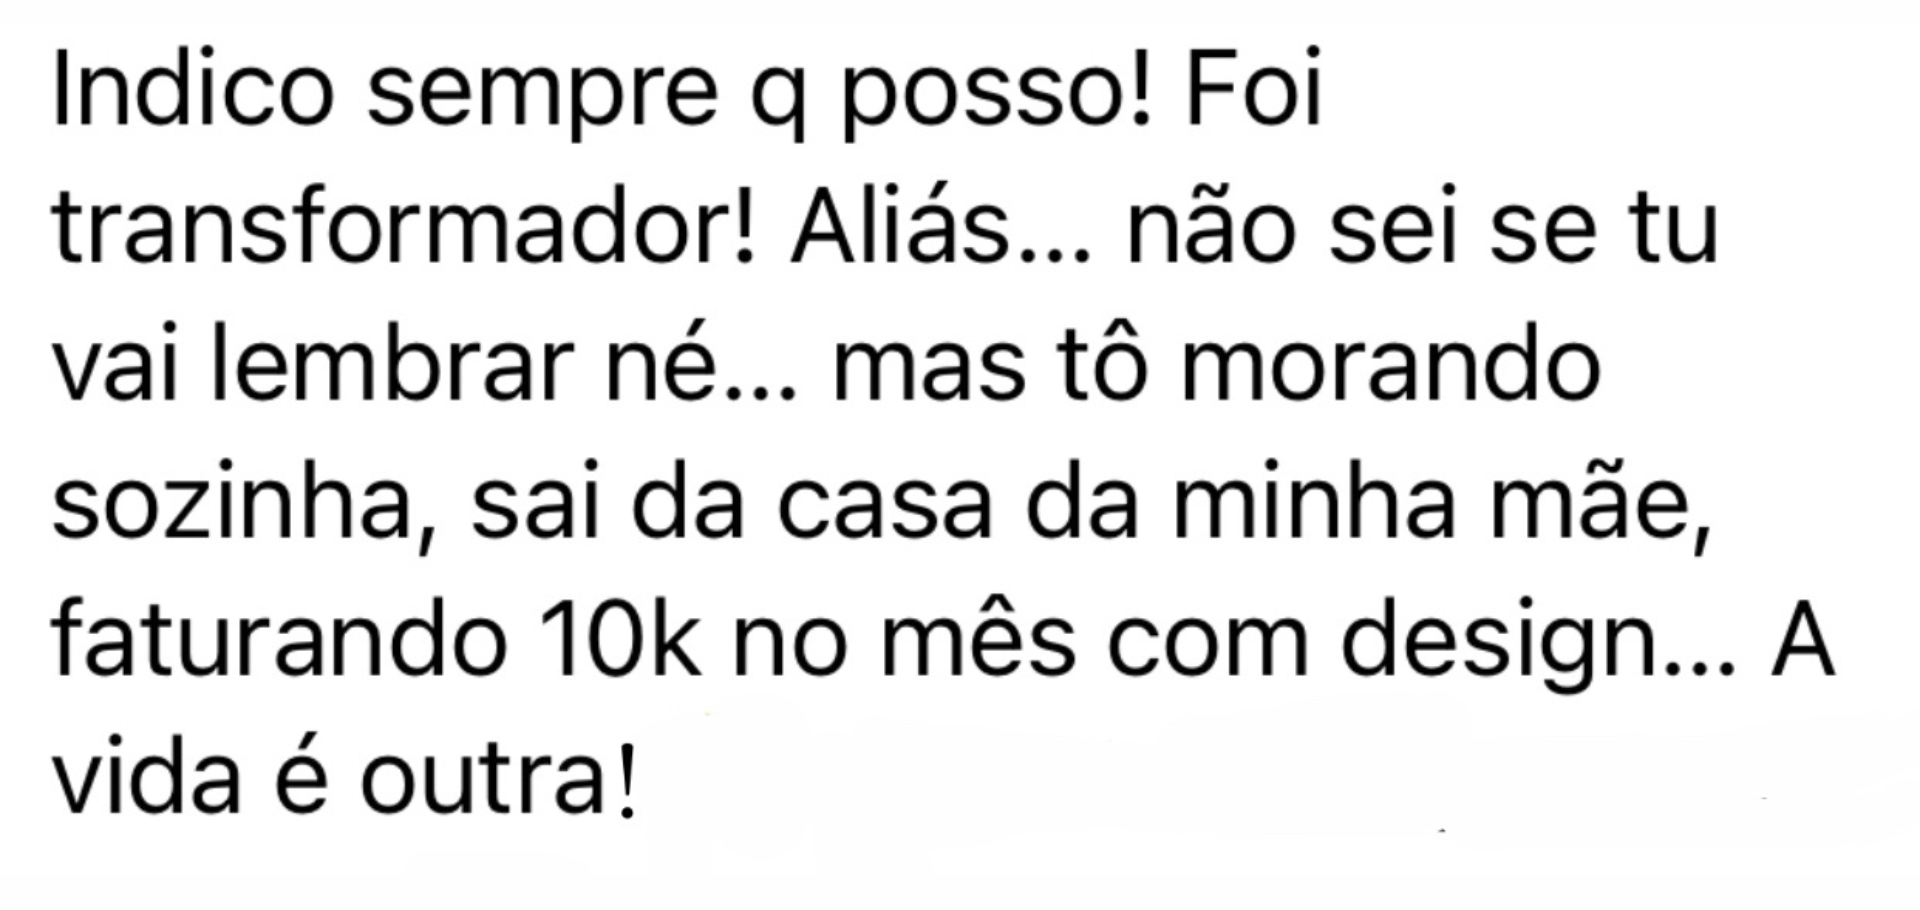 Indico sempre q posso! Foi
transformador! Aliás... não sei se tu
vai lembrar né... mas tô morando
sozinha, sai da casa da minha mãe,
faturando 10k no mês com design... A
vida é outra!